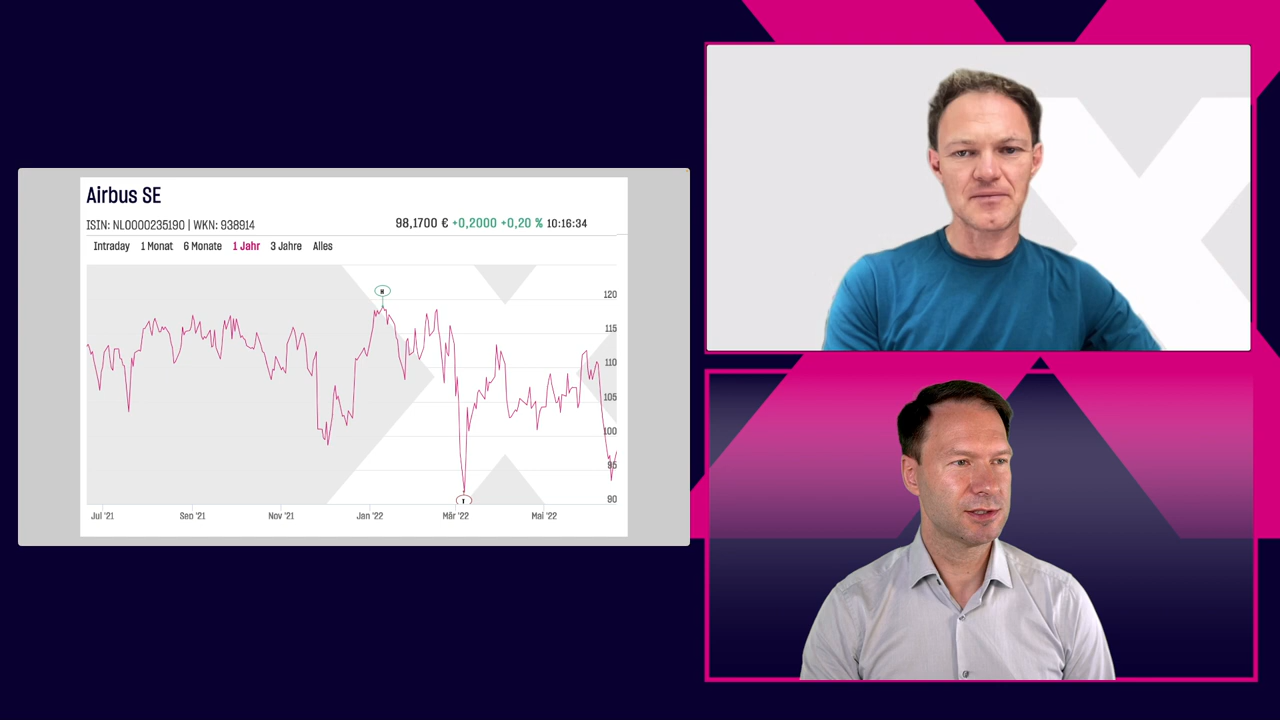 Airbus SE
ISIN: NL0000235190 | WKN: 938914
98,1700 € +0,2000 +0,20 % 10:16:34
Intraday 1 Monat 6 Monate 1 Jahr 3 Jahre Alles
H
120
115
110
105
100
95
90
T
Jul '21 Sep '21 Nov '21 Jan '22 Mär '22 Mai '22